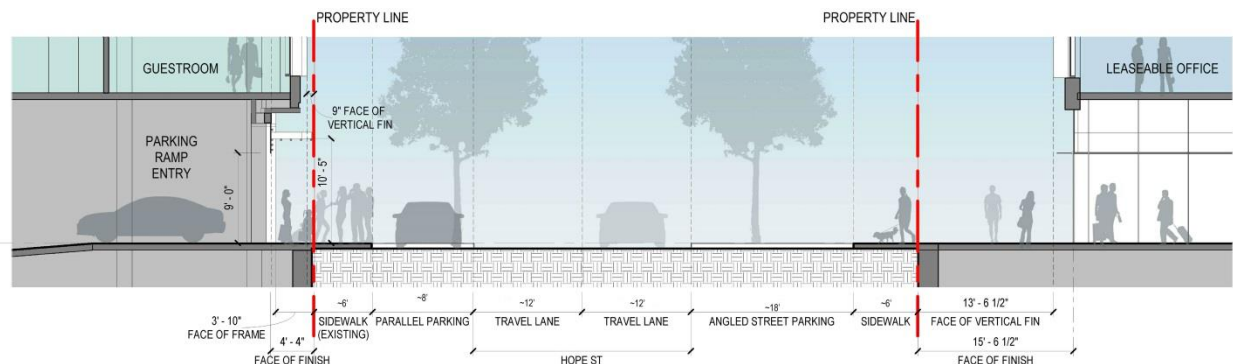 PROPERTY LINE
PROPERTY LINE
GUESTROOM
LEASEABLE OFFICE
9" FACE OF
VERTICAL FIN
PARKING
RAMP
ENTRY
9' - 0"
10' - 5"
~6'
~8'
~12'
~12'
~18'
~6'
13' - 6 1/2"
3' - 10"
FACE OF FRAME
SIDEWALK
(EXISTING)
PARALLEL PARKING
TRAVEL LANE
TRAVEL LANE
ANGLED STREET PARKING
SIDEWALK
FACE OF VERTICAL FIN
4' - 4"
FACE OF FINISH
HOPE ST
15' - 6 1/2"
FACE OF FINISH